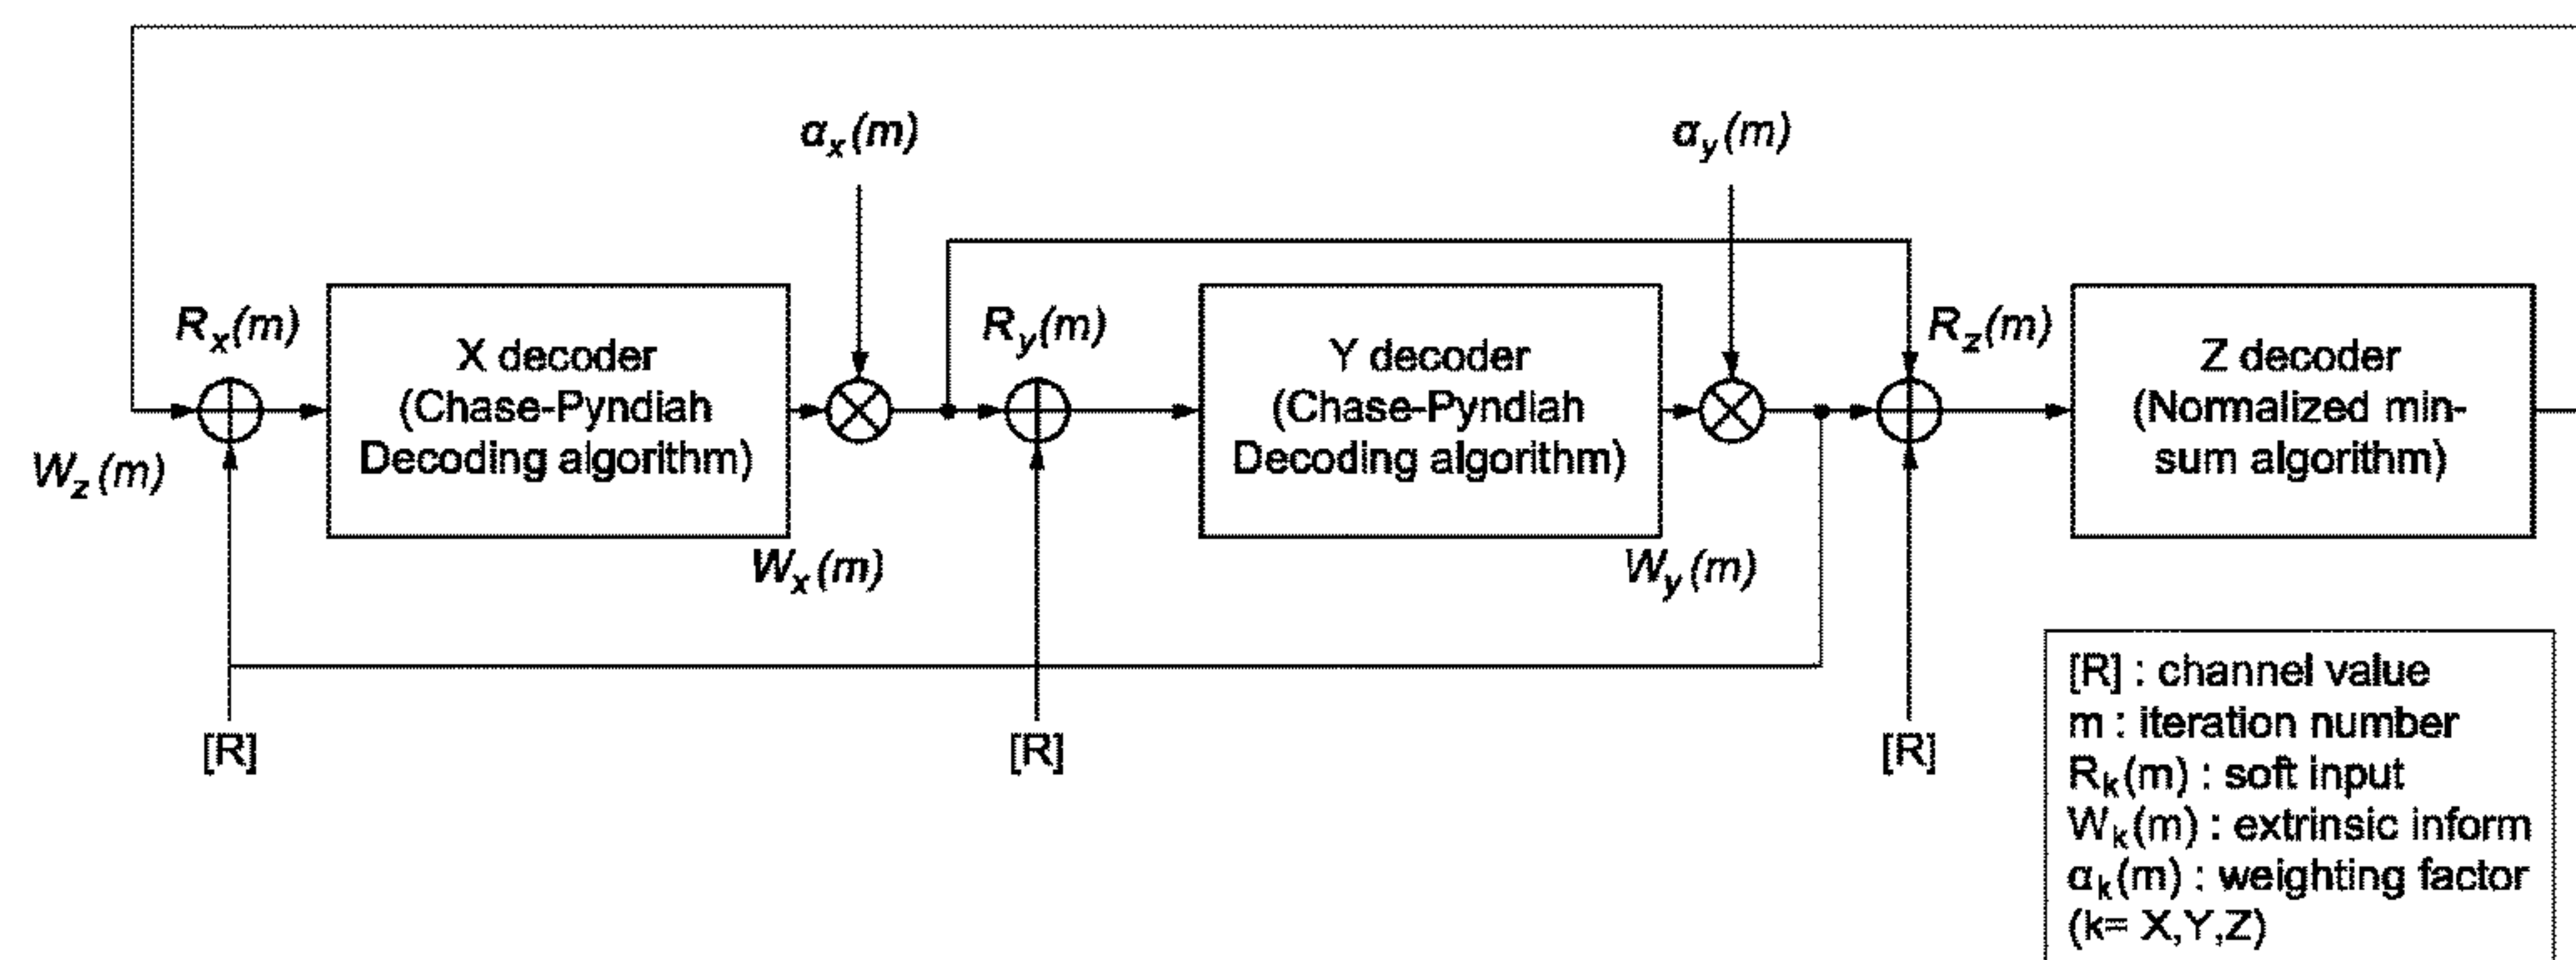 αx(m)
αy(m)
Rx(m)
Ry(m)
Rz(m)
X decoder
(Chase-Pyndiah
Decoding algorithm)
Y decoder
(Chase-Pyndiah
Decoding algorithm)
Z decoder
(Normalized min-
sum algorithm)
Wz(m)
Wx(m)
Wy(m)
[R]
[R]
[R]
[R] : channel value
m : iteration number
Rk(m) : soft input
Wk(m) : extrinsic inform
αk(m) : weighting factor
(k= X,Y,Z)